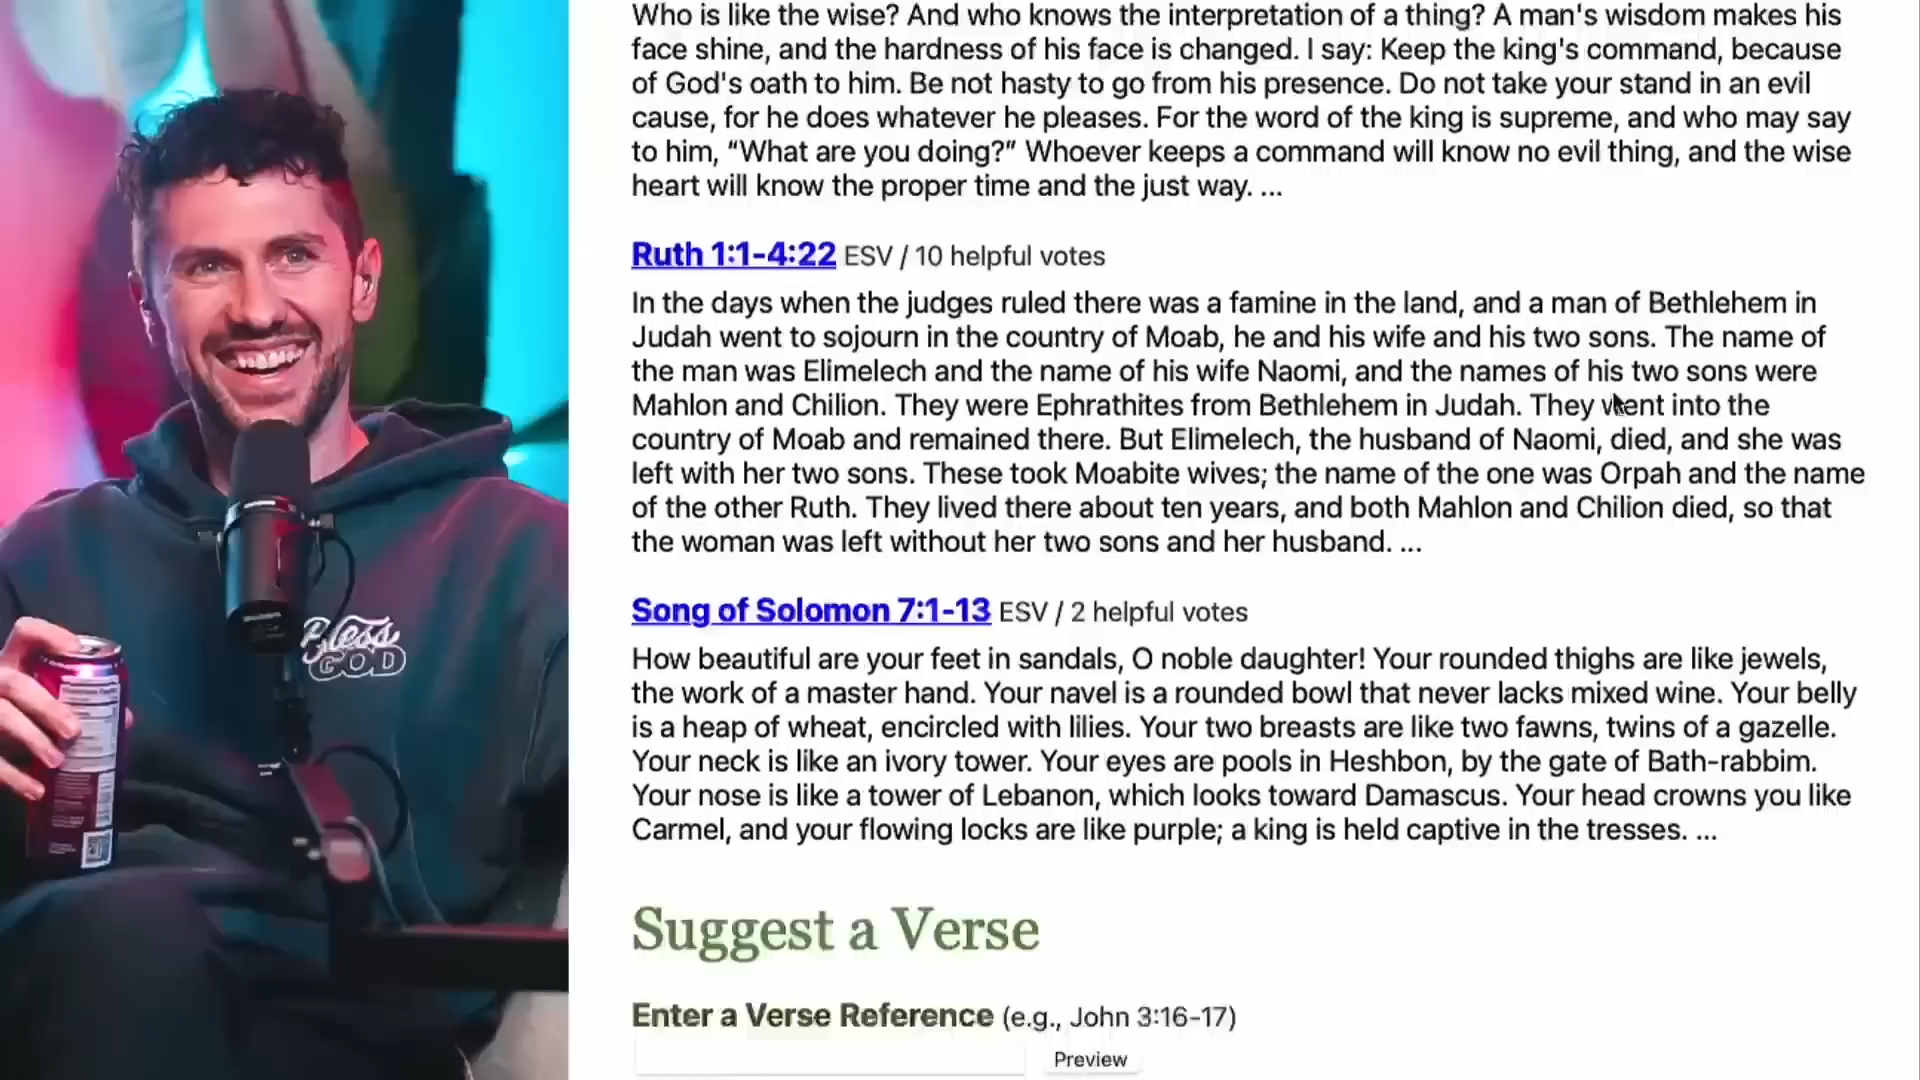 Who is like the wise? And who knows the interpretation of a thing? A man's wisdom makes his
face shine, and the hardness of his face is changed. I say: Keep the king's command, because
of God's oath to him. Be not hasty to go from his presence. Do not take your stand in an evil
cause, for he does whatever he pleases. For the word of the king is supreme, and who may say
to him, “What are you doing?” Whoever keeps a command will know no evil thing, and the wise
heart will know the proper time and the just way. ...
Ruth 1:1-4:22 ESV / 10 helpful votes
In the days when the judges ruled there was a famine in the land, and a man of Bethlehem in
Judah went to sojourn in the country of Moab, he and his wife and his two sons. The name of
the man was Elimelech and the name of his wife Naomi, and the names of his two sons were
Mahlon and Chilion. They were Ephrathites from Bethlehem in Judah. They went into the
country of Moab and remained there. But Elimelech, the husband of Naomi, died, and she was
left with her two sons. These took Moabite wives; the name of the one was Orpah and the name
of the other Ruth. They lived there about ten years, and both Mahlon and Chilion died, so that
the woman was left without her two sons and her husband. ...
Song of Solomon 7:1-13 ESV / 2 helpful votes
How beautiful are your feet in sandals, O noble daughter! Your rounded thighs are like jewels,
the work of a master hand. Your navel is a rounded bowl that never lacks mixed wine. Your belly
is a heap of wheat, encircled with lilies. Your two breasts are like two fawns, twins of a gazelle.
Your neck is like an ivory tower. Your eyes are pools in Heshbon, by the gate of Bath-rabbim.
Your nose is like a tower of Lebanon, which looks toward Damascus. Your head crowns you like
Carmel, and your flowing locks are like purple; a king is held captive in the tresses. ...
Suggest a Verse
Enter a Verse Reference (e.g., John 3:16-17)
Preview
Bless
GOD